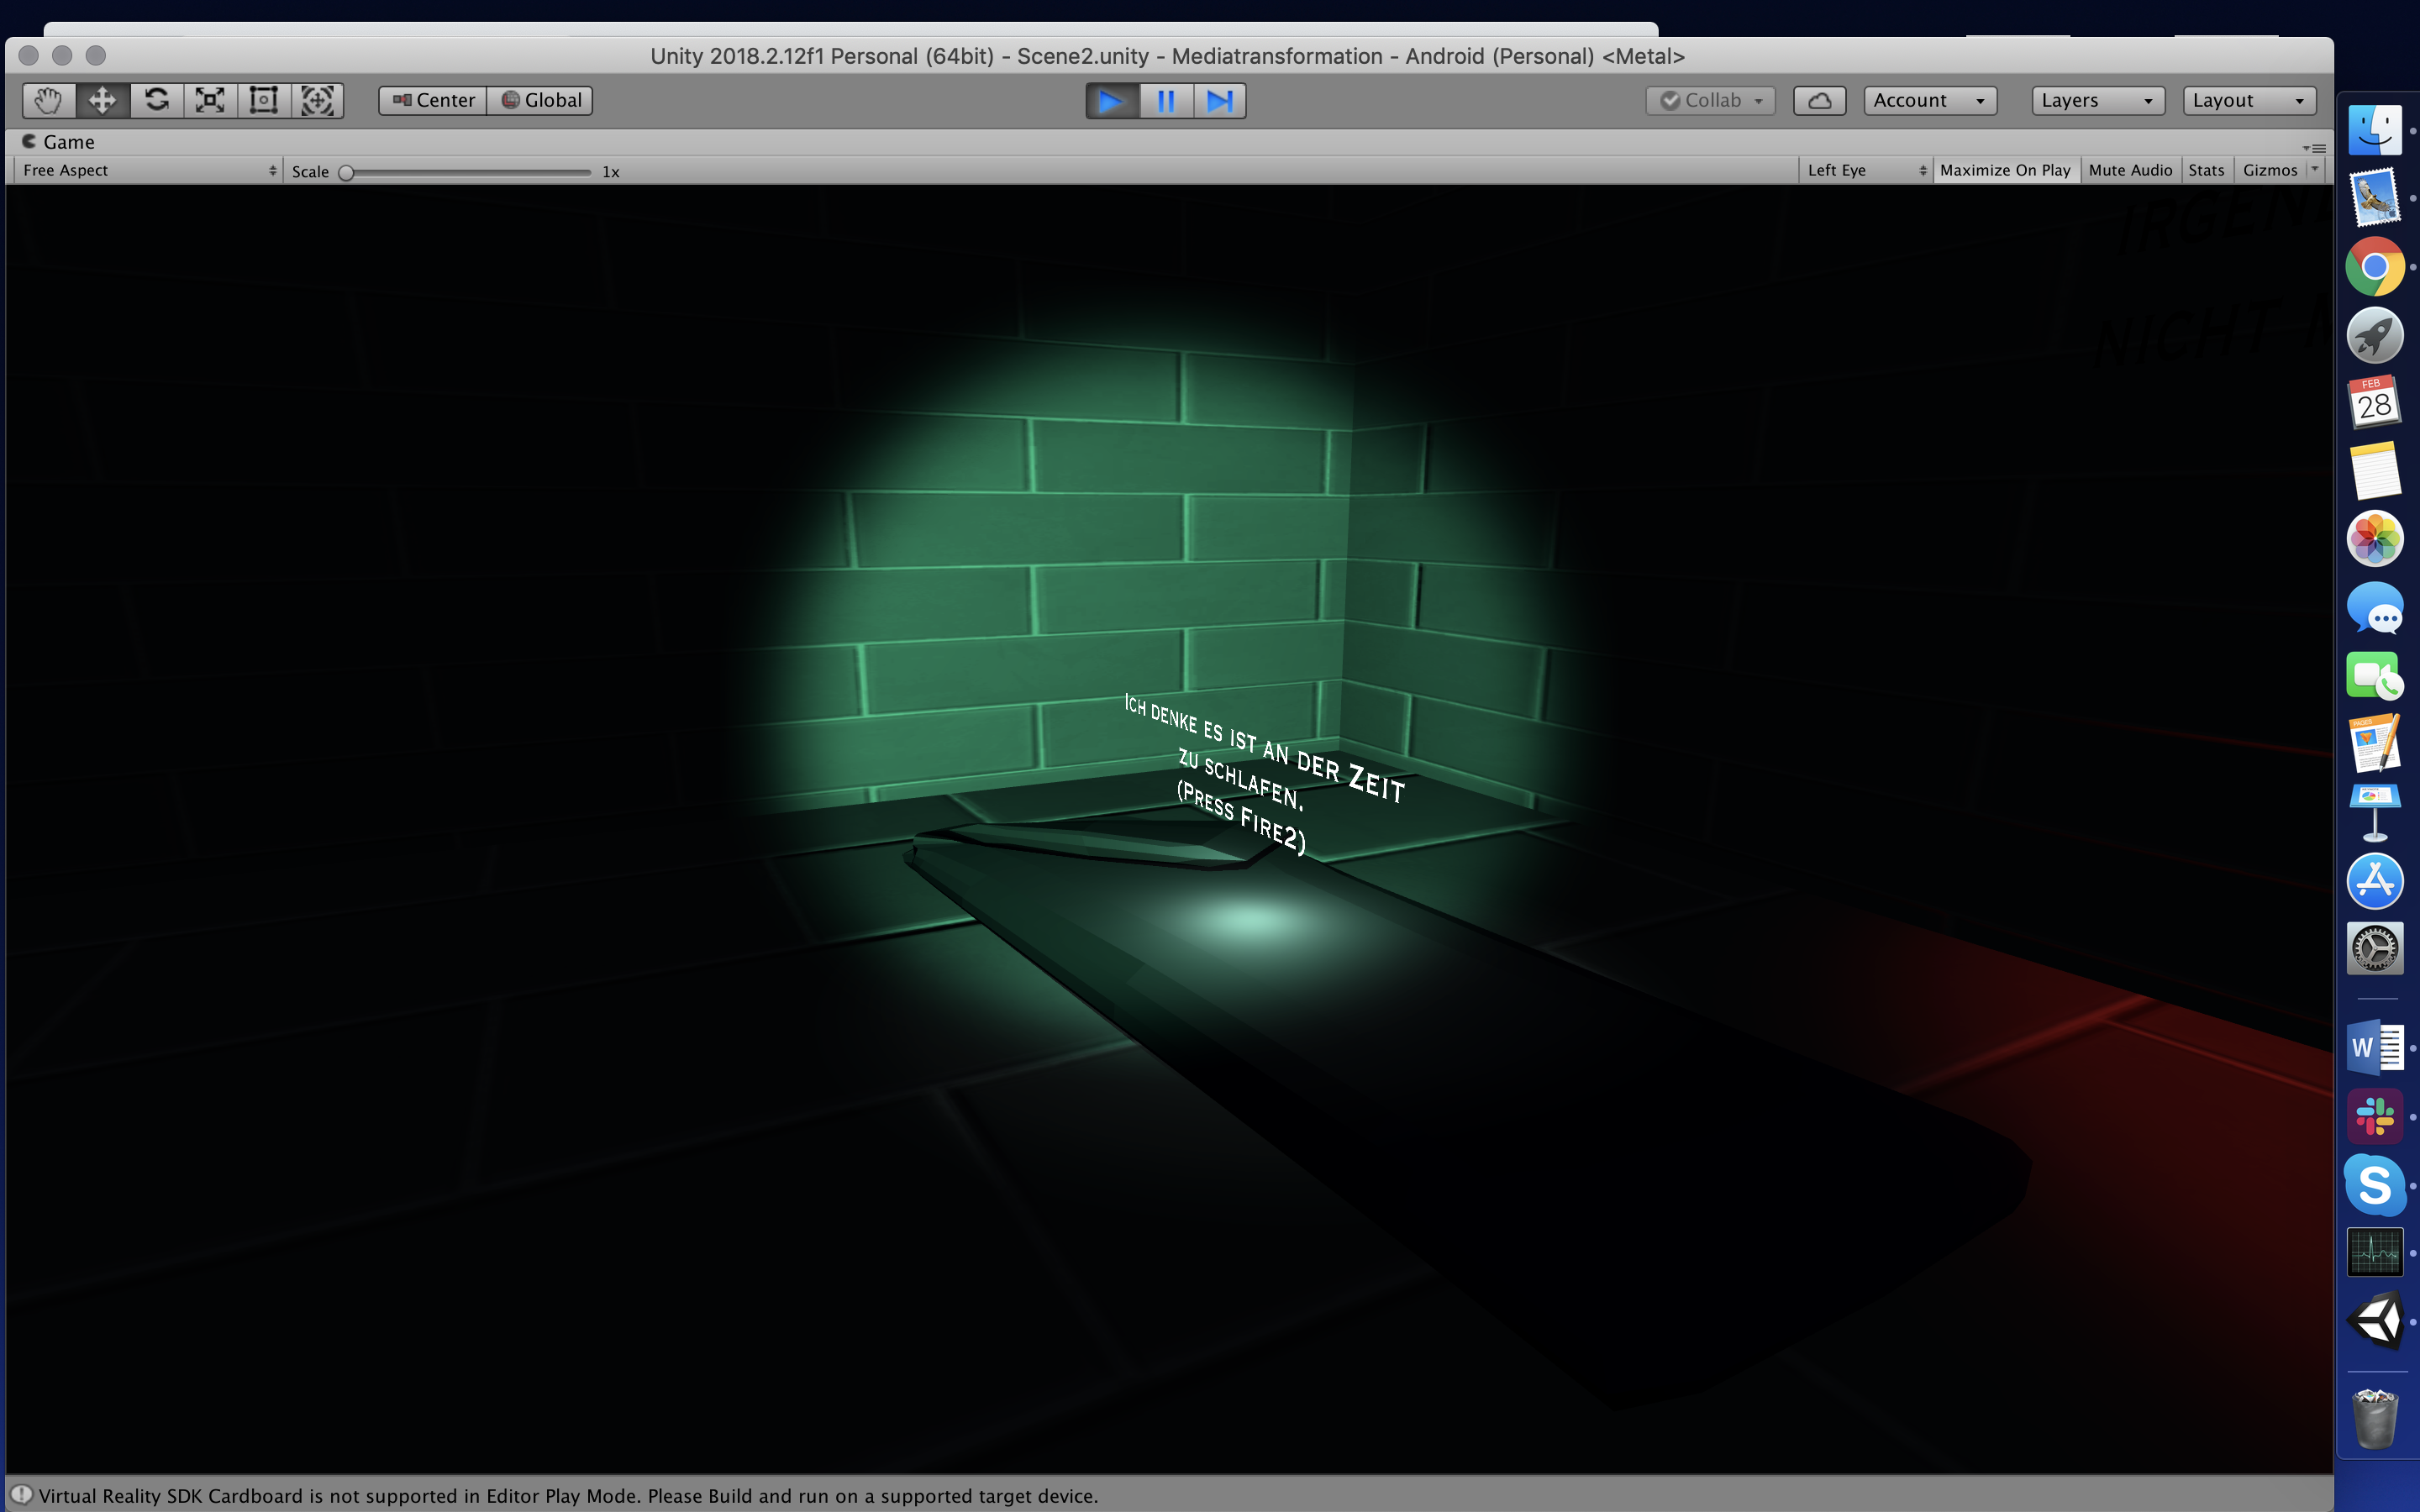 Unity 2018.2.12f1 Personal (64bit) - Scene2.unity - Mediatransformation - Android (Personal) <Metal>
Center Global Collab Account Layers Layout
Game
Free Aspect Scale 1x Left Eye Maximize On Play Mute Audio Stats Gizmos
NICHT
Ich denke es ist an der Zeit
zu schlafen.
(Press Fire2)
FEB
28
PAGES
W
S
Virtual Reality SDK Cardboard is not supported in Editor Play Mode. Please Build and run on a supported target device.